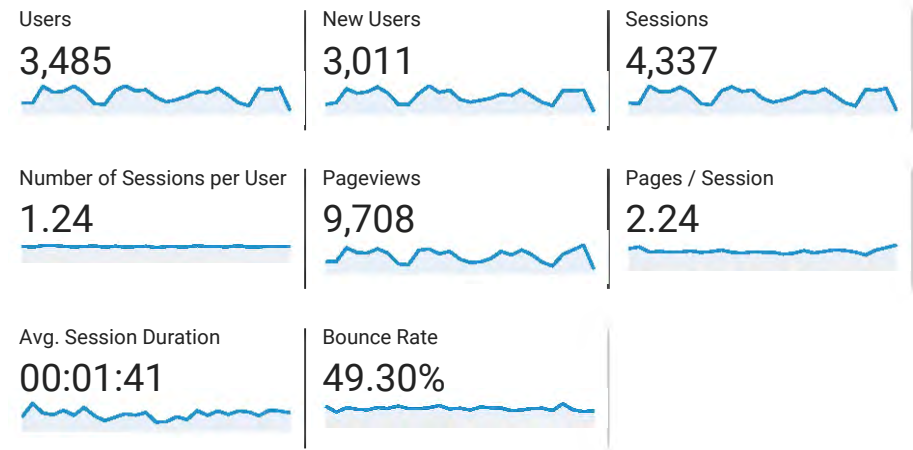 Users
3,485
New Users
3,011
Sessions
4,337
Number of Sessions per User
1.24
Pageviews
9,708
Pages / Session
2.24
Avg. Session Duration
00:01:41
Bounce Rate
49.30%